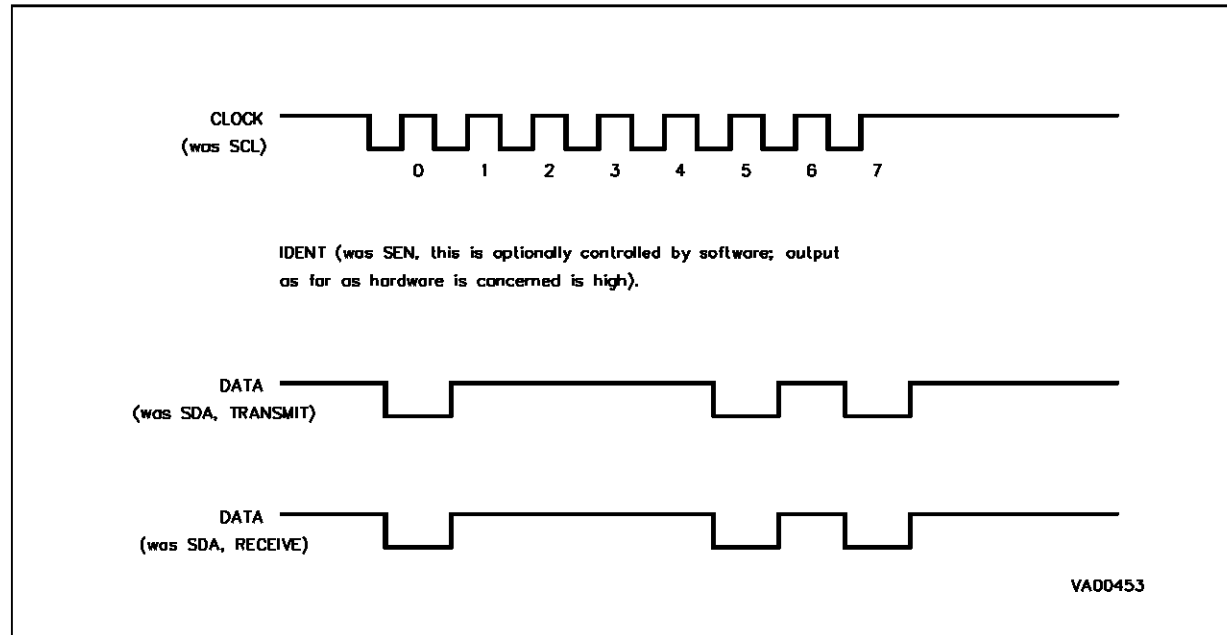 CLOCK
(was SCL)
0 1 2 3 4 5 6 7
IDENT (was SEN, this is optionally controlled by software; output
as far as hardware is concerned is high).
DATA
(was SDA, TRANSMIT)
DATA
(was SDA, RECEIVE)
VA00453